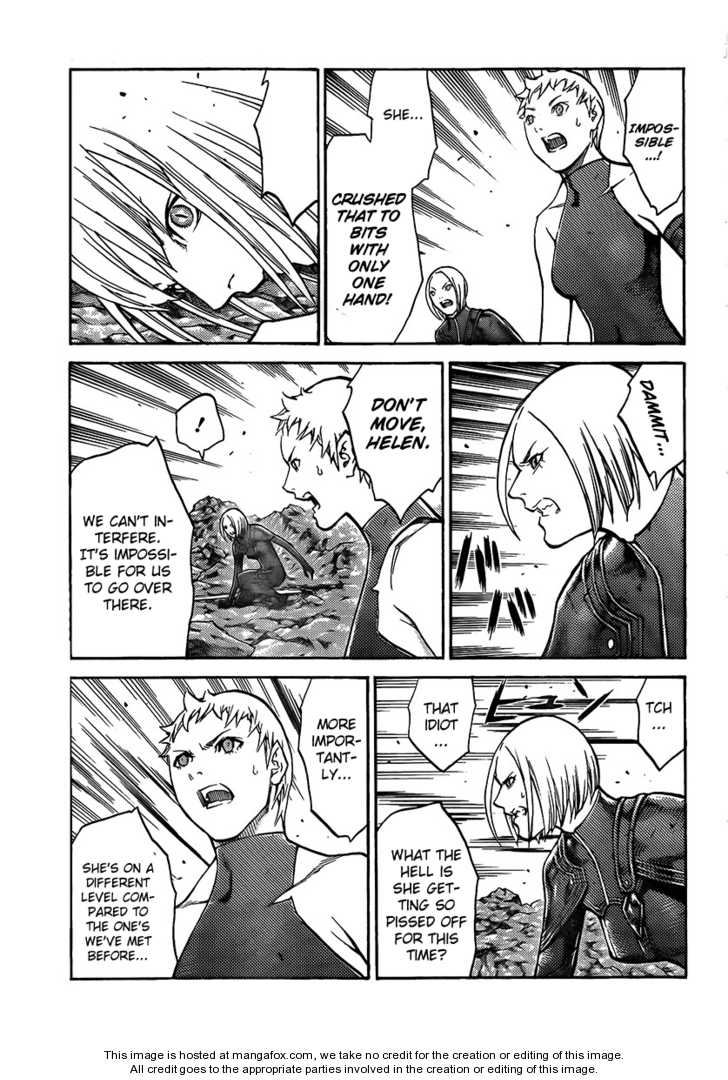 IMPOS-
SIBLE
...!
SHE...
CRUSHED
THAT TO
BITS
WITH
ONLY
ONE
HAND!
DAMMIT...
DON'T
MOVE,
HELEN.
!
WE CAN'T IN-
TERFERE.
IT'S IMPOSSI-
BLE FOR US
TO GO OVER
THERE.
TCH
...
THAT
IDIOT
...
WHAT THE
HELL IS
SHE GET-
TING SO
PISSED OFF
FOR THIS
TIME?
MORE
IMPOR-
TANT-
LY...
SHE'S ON A
DIFFERENT
LEVEL COM-
PARED TO
THE ONE'S
WE'VE MET
BEFORE...
This image is hosted at mangafox.com, we take no credit for the creation or editing of this image.
All credit goes to the appropriate parties involved in the creation or editing of this image.